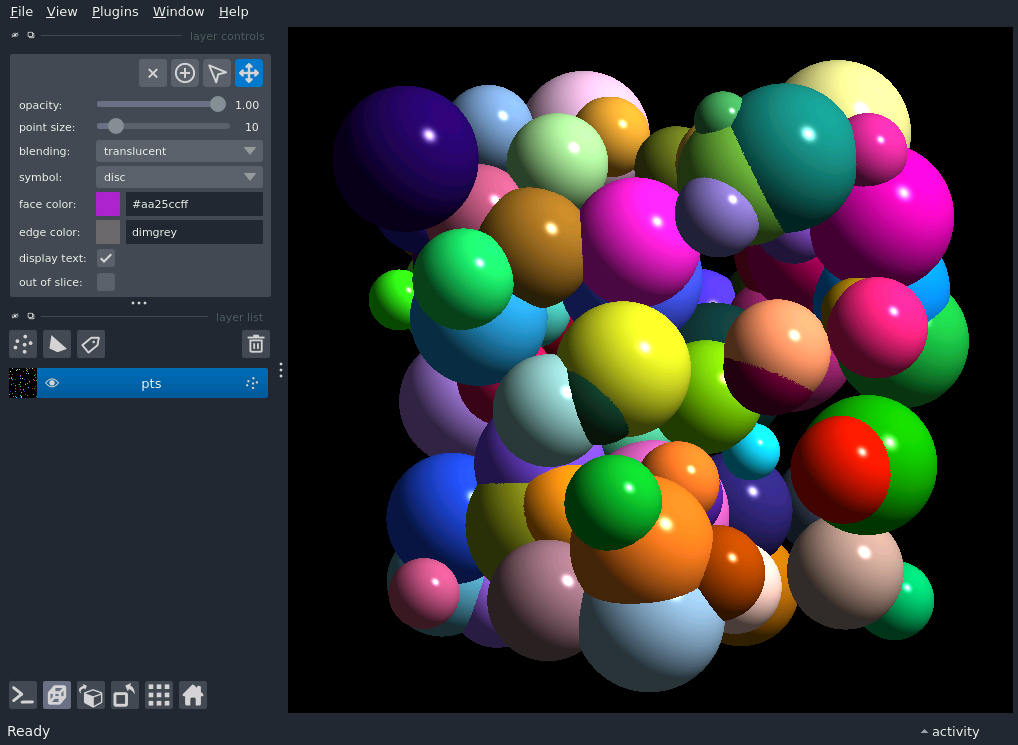 File View Plugins Window Help
layer controls
opacity: 1.00
point size: 10
blending: translucent
symbol: disc
face color: #aa25ccff
edge color: dimgrey
display text:
out of slice:
layer list
pts
Ready
activity